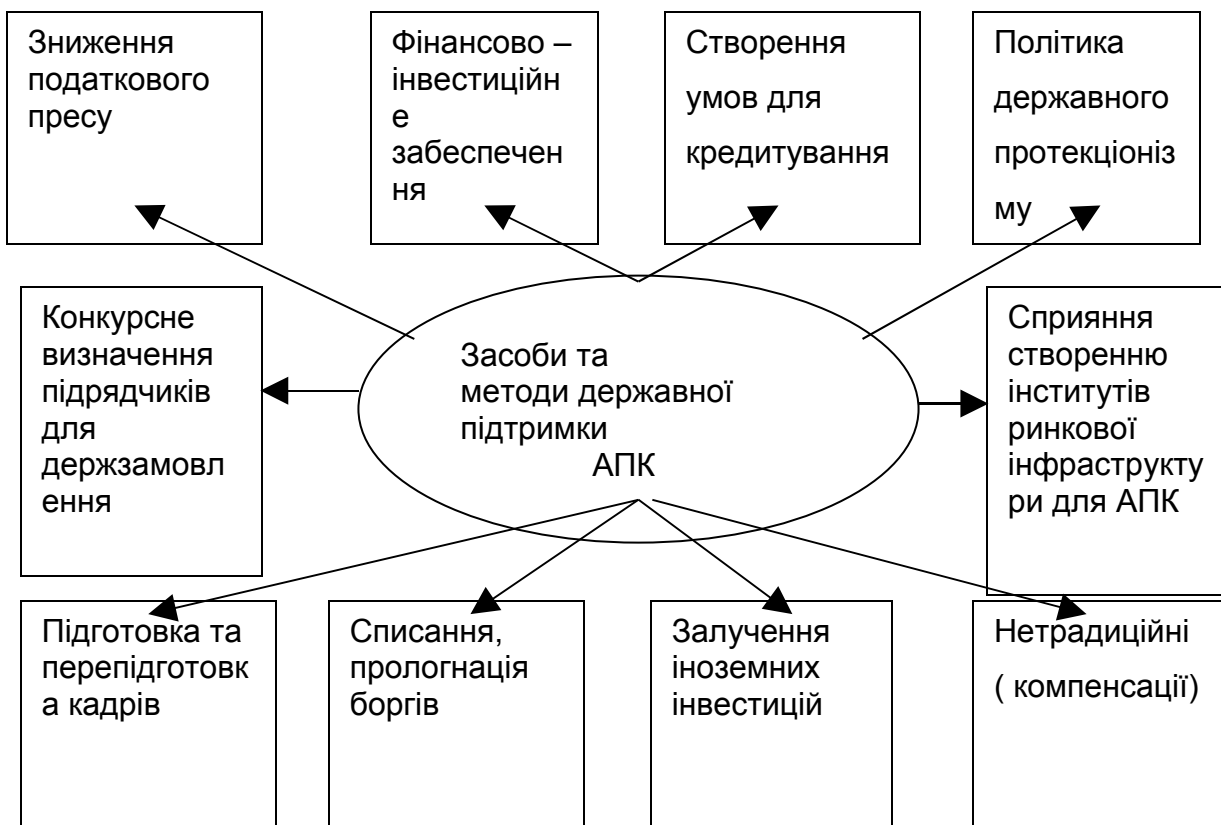 Зниження
податкового
пресу
Фінансово –
інвестиційн
е
забеспечен
ня
Створення
умов для
кредитування
Політика
державного
протекціоніз
му
Конкурсне
визначення
підрядчиків
для
держзамовл
ення
Засоби та
методи державної
підтримки
АПК
Сприяння
створенню
інститутів
ринкової
інфраструкту
ри для АПК
Підготовка та
перепідготовк
а кадрів
Списання,
прологнація
боргів
Залучення
іноземних
інвестицій
Нетрадиційні
( компенсації)